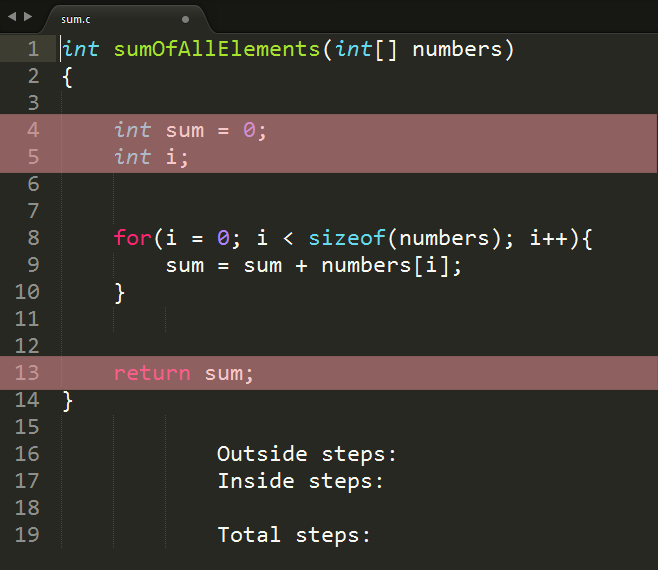 sum.c
1 int sumOfAllElements(int[] numbers)
2 {
3
4 int sum = 0;
5 int i;
6
7
8 for(i = 0; i < sizeof(numbers); i++){
9 sum = sum + numbers[i];
10 }
11
12
13 return sum;
14 }
15
16 Outside steps:
17 Inside steps:
18
19 Total steps: